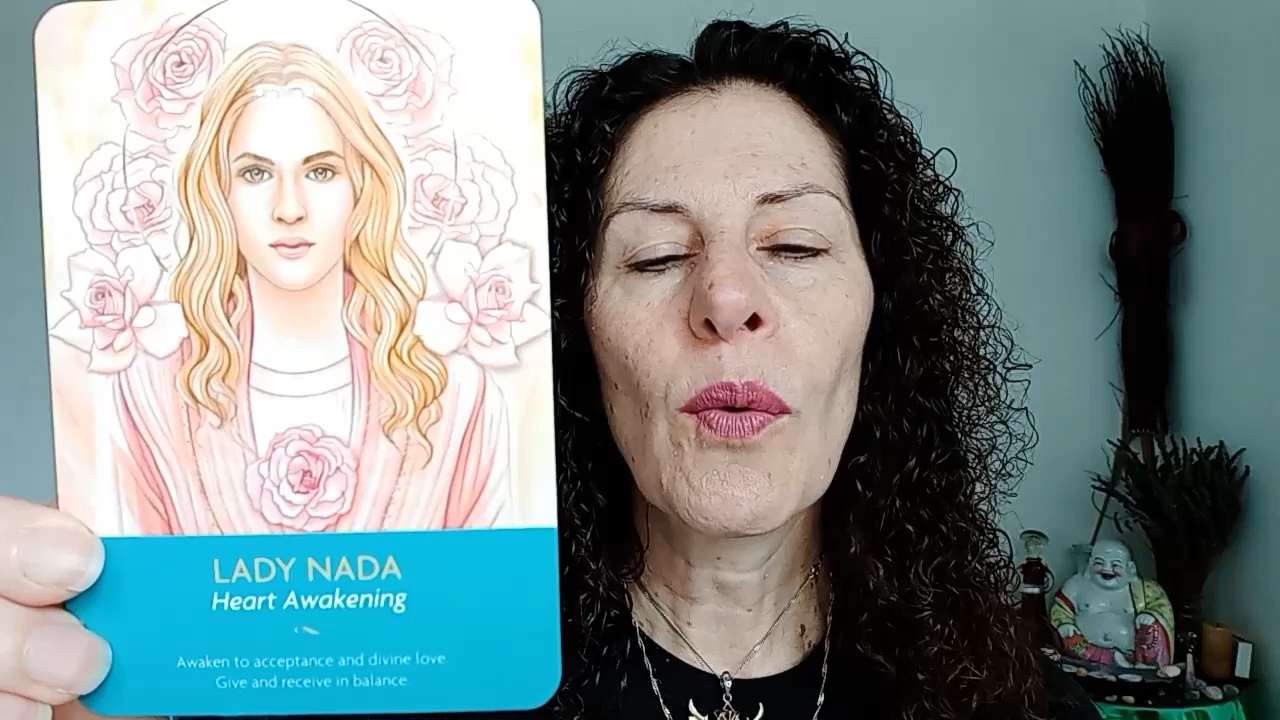 LADY NADA
Heart Awakening
Awaken to acceptance and divine love
Give and receive in balance.